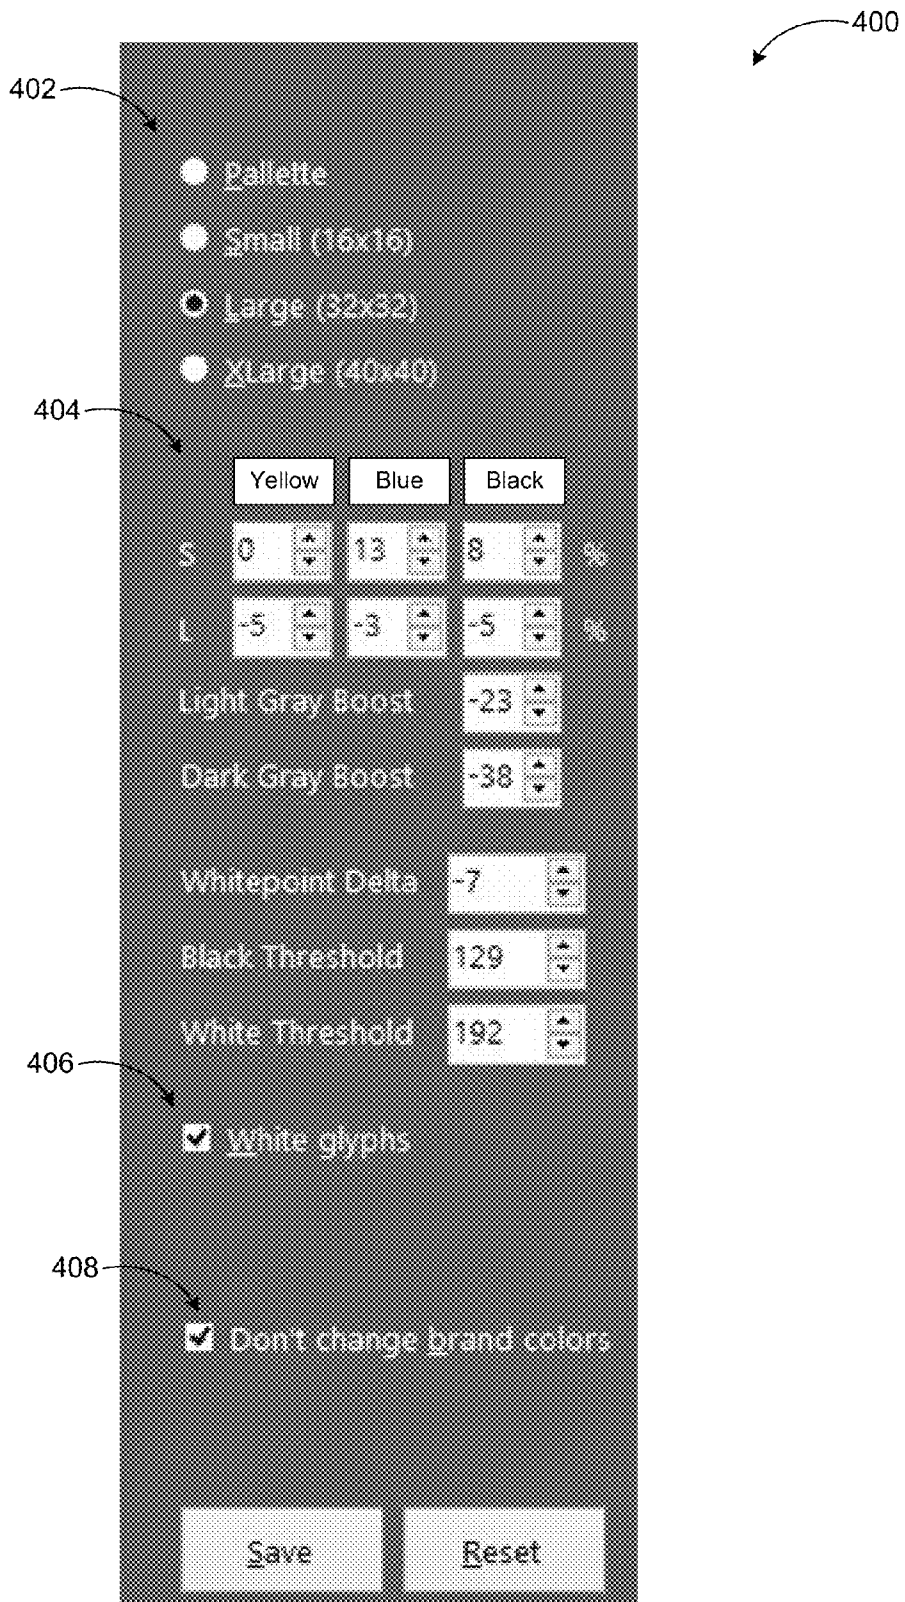 400
402
Pallette
Small (16x16)
Large (32x32)
XLarge (40x40)
404
Yellow Blue Black
S 0 13 8 %
L -5 -3 -5 %
Light Gray Boost -23
Dark Gray Boost -38
Whitepoint Delta -7
Black Threshold 129
White Threshold 192
406
White glyphs
408
Don't change brand colors
Save Reset